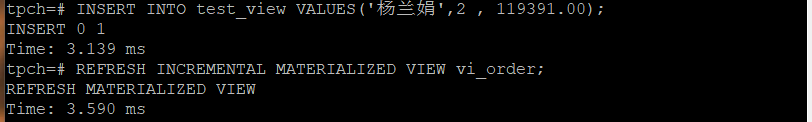 tpch=# INSERT INTO test_view VALUES('杨兰娟',2 , 119391.00);
INSERT 0 1
Time: 3.139 ms
tpch=# REFRESH INCREMENTAL MATERIALIZED VIEW vi_order;
REFRESH MATERIALIZED VIEW
Time: 3.590 ms